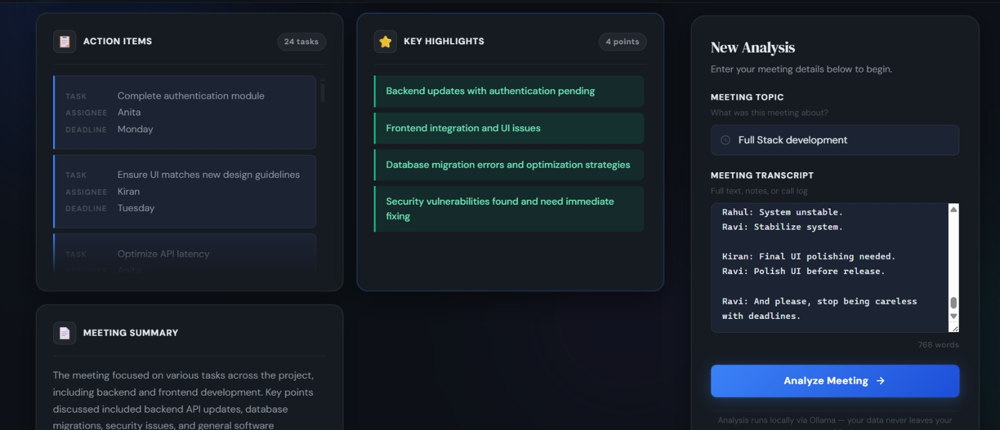 ACTION ITEMS
24 tasks
TASK Complete authentication module
ASSIGNEE Anita
DEADLINE Monday
TASK Ensure UI matches new design guidelines
ASSIGNEE Kiran
DEADLINE Tuesday
TASK Optimize API latency
ASSIGNEE Anita
KEY HIGHLIGHTS
4 points
Backend updates with authentication pending
Frontend integration and UI issues
Database migration errors and optimization strategies
Security vulnerabilities found and need immediate
fixing
MEETING SUMMARY
The meeting focused on various tasks across the project,
including backend and frontend development. Key points
discussed included backend API updates, database
migrations, security issues, and general software
New Analysis
Enter your meeting details below to begin.
MEETING TOPIC
What was this meeting about?
Full Stack development
MEETING TRANSCRIPT
Full text, notes, or call log
Rahul: System unstable.
Ravi: Stabilize system.
Kiran: Final UI polishing needed.
Ravi: Polish UI before release.
Ravi: And please, stop being careless
with deadlines.
768 words
Analyze Meeting →
Analysis runs locally via Ollama — your data never leaves your